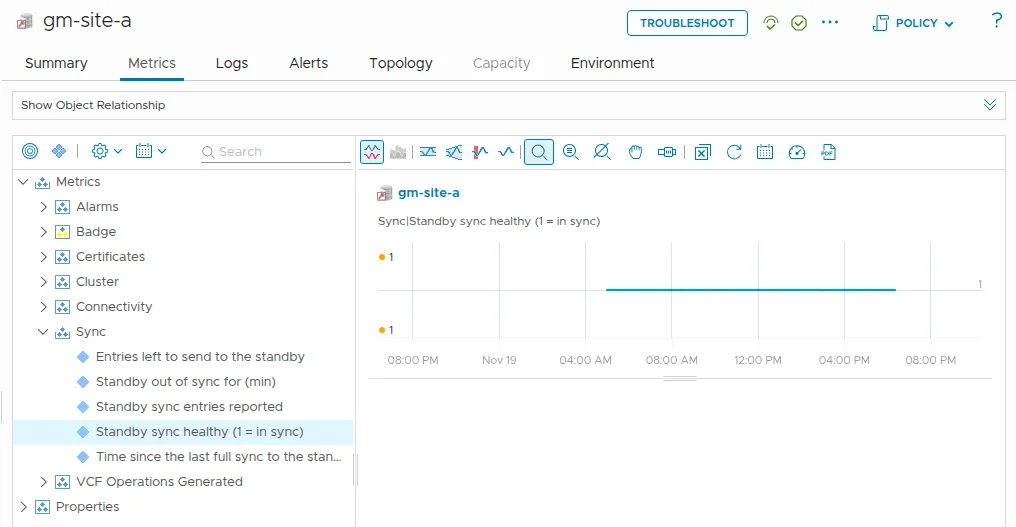 gm-site-a
TROUBLESHOOT
POLICY
?
Summary
Metrics
Logs
Alerts
Topology
Capacity
Environment
Show Object Relationship
Search
Metrics
Alarms
Badge
Certificates
Cluster
Connectivity
Sync
Entries left to send to the standby
Standby out of sync for (min)
Standby sync entries reported
Standby sync healthy (1 = in sync)
Time since the last full sync to the stan...
VCF Operations Generated
Properties
PDF
gm-site-a
Sync|Standby sync healthy (1 = in sync)
1
1
1
08:00 PM
Nov 19
04:00 AM
08:00 AM
12:00 PM
04:00 PM
08:00 PM